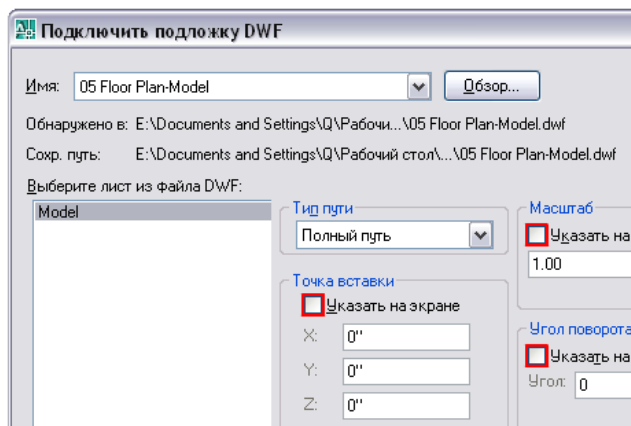 Подключить подложку DWF
Имя: 05 Floor Plan-Model Обзор...
Обнаружено в: E:\Documents and Settings\Q\Рабочи...\05 Floor Plan-Model.dwf
Сохр. путь: E:\Documents and Settings\Q\Рабочий стол\...\05 Floor Plan-Model.dwf
Выберите лист из файла DWF:
Model
Тип пути
Полный путь
Точка вставки
Указать на экране
X: 0''
Y: 0''
Z: 0''
Масштаб
Указать на
1.00
Угол поворота
Указать на
Угол: 0